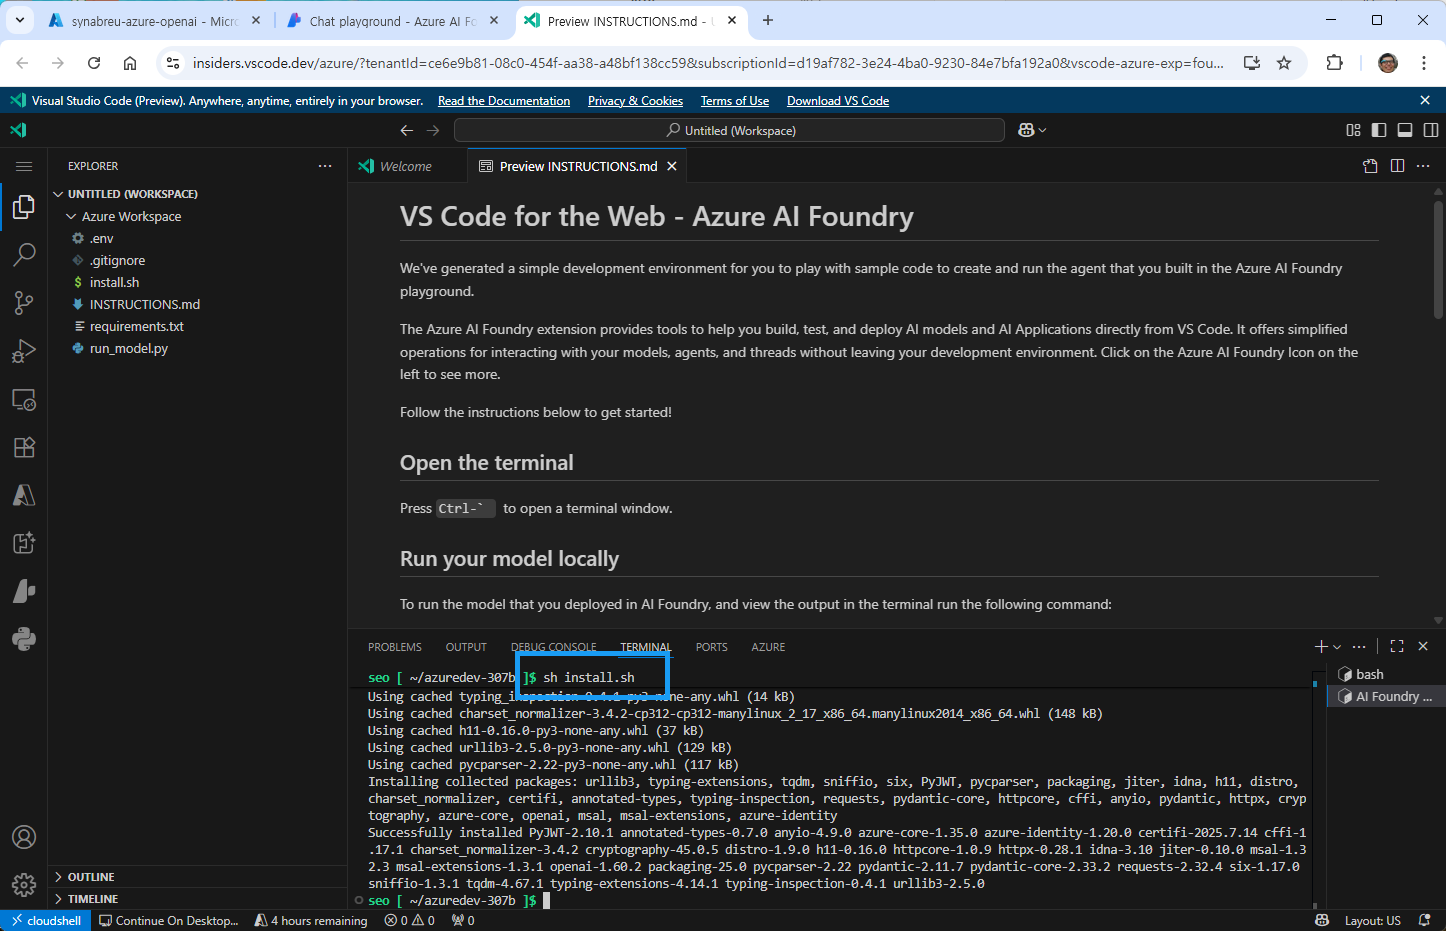 synabreu-azure-openai - Micro
Chat playground - Azure AI Fo
Preview INSTRUCTIONS.md -
insiders.vscode.dev/azure/?tenantId=ce6e9b81-08c0-454f-aa38-a48bf138cc59&subscriptionId=d19af782-3e24-4ba0-9230-84e7bfa192a0&vscode-azure-exp=fou...
Visual Studio Code (Preview). Anywhere, anytime, entirely in your browser. Read the Documentation Privacy & Cookies Terms of Use Download VS Code
Untitled (Workspace)
EXPLORER
UNTITLED (WORKSPACE)
Azure Workspace
.env
.gitignore
$ install.sh
INSTRUCTIONS.md
requirements.txt
run_model.py
OUTLINE
TIMELINE
Welcome
Preview INSTRUCTIONS.md
VS Code for the Web - Azure AI Foundry
We've generated a simple development environment for you to play with sample code to create and run the agent that you built in the Azure AI Foundry
playground.
The Azure AI Foundry extension provides tools to help you build, test, and deploy AI models and AI Applications directly from VS Code. It offers simplified
operations for interacting with your models, agents, and threads without leaving your development environment. Click on the Azure AI Foundry Icon on the
left to see more.
Follow the instructions below to get started!
Open the terminal
Press Ctrl-` to open a terminal window.
Run your model locally
To run the model that you deployed in AI Foundry, and view the output in the terminal run the following command:
PROBLEMS OUTPUT DEBUG CONSOLE TERMINAL PORTS AZURE
seo [ ~/azuredev-307b ]$ sh install.sh
Using cached typing_inspection-0.4.1-py3-none-any.whl (14 kB)
Using cached charset_normalizer-3.4.2-cp312-cp312-manylinux_2_17_x86_64.manylinux2014_x86_64.whl (148 kB)
Using cached h11-0.16.0-py3-none-any.whl (37 kB)
Using cached urllib3-2.5.0-py3-none-any.whl (129 kB)
Using cached pycparser-2.22-py3-none-any.whl (117 kB)
Installing collected packages: urllib3, typing-extensions, tqdm, sniffio, six, PyJWT, pycparser, packaging, jiter, idna, h11, distro,
charset_normalizer, certifi, annotated-types, typing-inspection, requests, pydantic-core, httpcore, cffi, anyio, pydantic, httpx, cryp
tography, azure-core, openai, msal, msal-extensions, azure-identity
Successfully installed PyJWT-2.10.1 annotated-types-0.7.0 anyio-4.9.0 azure-core-1.35.0 azure-identity-1.20.0 certifi-2025.7.14 cffi-1
.17.1 charset_normalizer-3.4.2 cryptography-45.0.5 distro-1.9.0 h11-0.16.0 httpcore-1.0.9 httpx-0.28.1 idna-3.10 jiter-0.10.0 msal-1.3
2.3 msal-extensions-1.3.1 openai-1.60.2 packaging-25.0 pycparser-2.22 pydantic-2.11.7 pydantic-core-2.33.2 requests-2.32.4 six-1.17.0
sniffio-1.3.1 tqdm-4.67.1 typing-extensions-4.14.1 typing-inspection-0.4.1 urllib3-2.5.0
seo [ ~/azuredev-307b ]$
bash
AI Foundry ...
cloudshell Continue On Desktop... 4 hours remaining 0 0 0 Layout: US